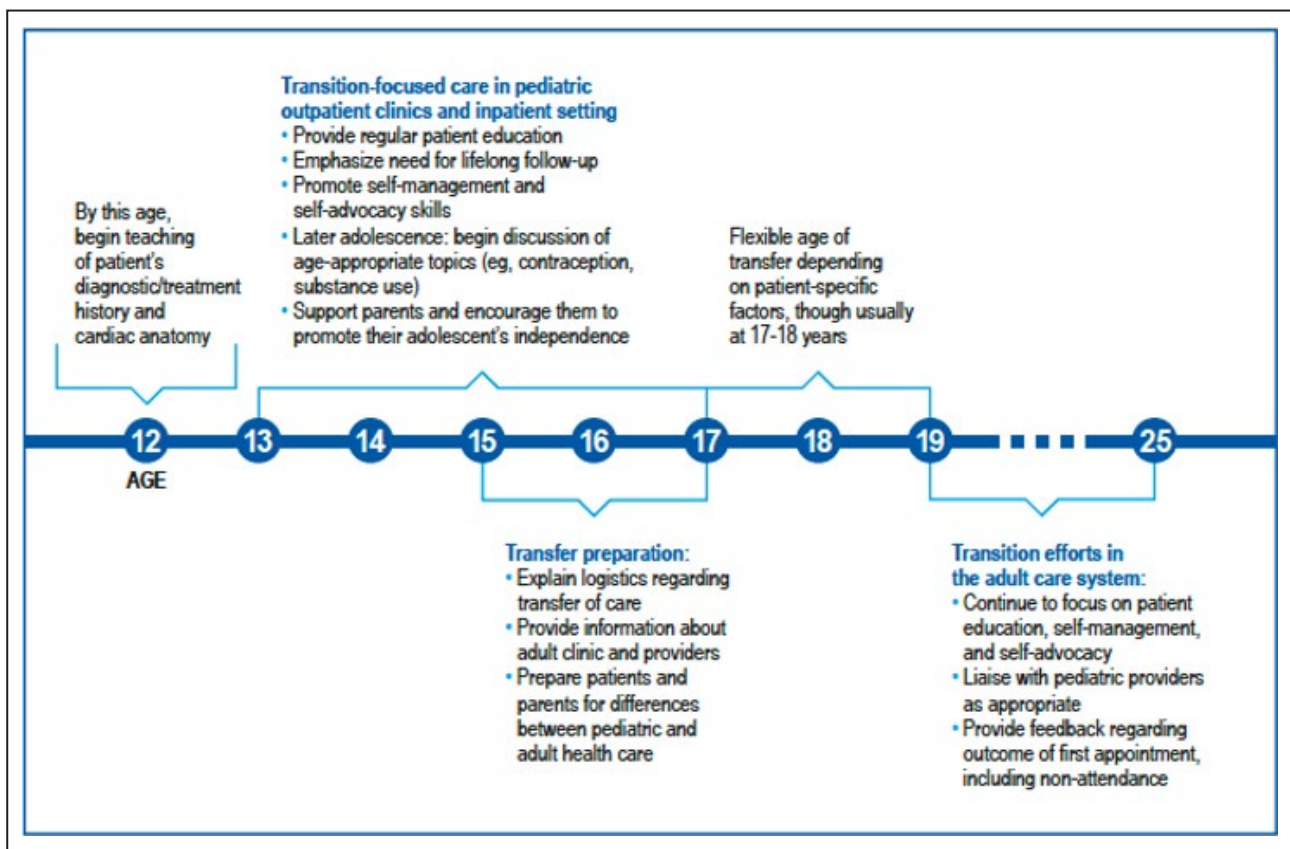 Transition-focused care in pediatric
outpatient clinics and inpatient setting
• Provide regular patient education
• Emphasize need for lifelong follow-up
• Promote self-management and
self-advocacy skills
• Later adolescence: begin discussion of
age-appropriate topics (eg, contraception,
substance use)
• Support parents and encourage them to
promote their adolescent's independence
By this age,
begin teaching
of patient's
diagnostic/treatment
history and
cardiac anatomy
Flexible age of
transfer depending
on patient-specific
factors, though usually
at 17-18 years
12 13 14 15 16 17 18 19 25
AGE
Transfer preparation:
• Explain logistics regarding
transfer of care
• Provide information about
adult clinic and providers
• Prepare patients and
parents for differences
between pediatric and
adult health care
Transition efforts in
the adult care system:
• Continue to focus on patient
education, self-management,
and self-advocacy
• Liaise with pediatric providers
as appropriate
• Provide feedback regarding
outcome of first appointment,
including non-attendance